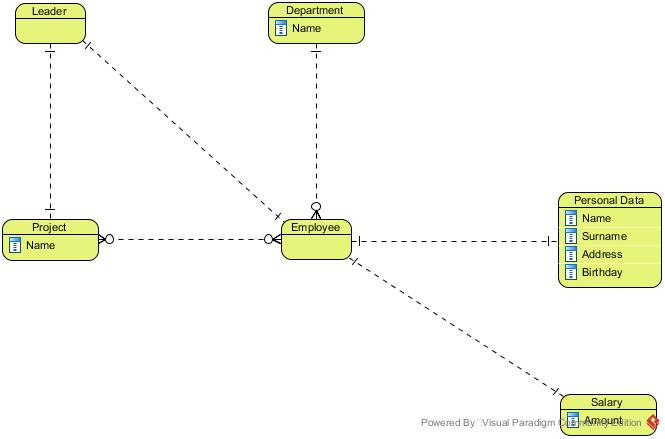 Leader
Department
Name
Project
Name
Employee
Personal Data
Name
Surname
Address
Birthday
Salary
Amount
Powered By Visual Paradigm Community Edition